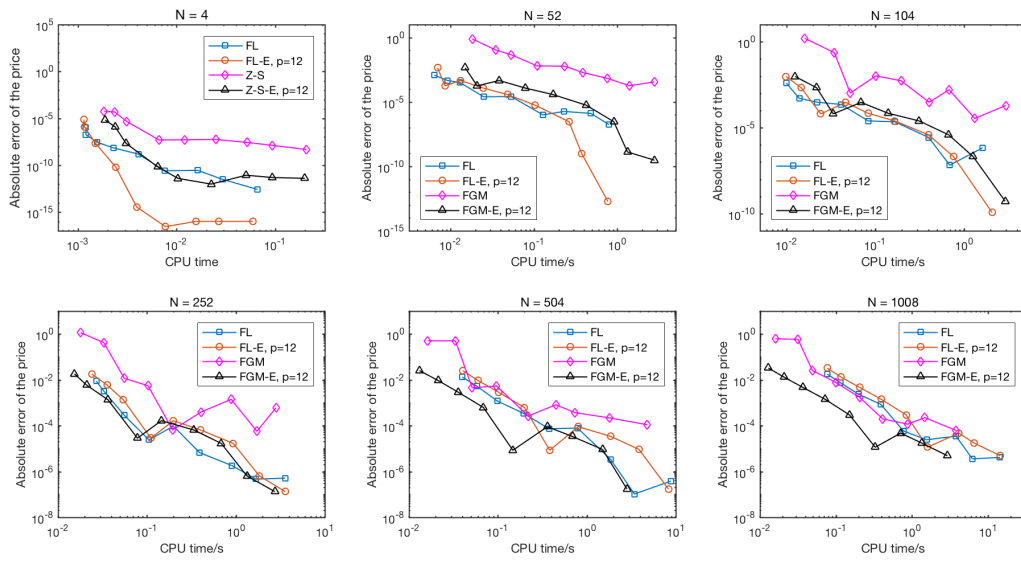 N = 4
10^5
10^0
10^-5
10^-10
10^-15
Absolute error of the price
FL
FL-E, p=12
Z-S
Z-S-E, p=12
10^-3
10^-2
10^-1
CPU time
N = 52
10^0
10^-5
10^-10
10^-15
Absolute error of the price
FL
FL-E, p=12
FGM
FGM-E, p=12
10^-2
10^-1
10^0
10^1
CPU time/s
N = 104
10^0
10^-5
10^-10
Absolute error of the price
FL
FL-E, p=12
FGM
FGM-E, p=12
10^-2
10^-1
10^0
CPU time/s
N = 252
10^0
10^-2
10^-4
10^-6
10^-8
Absolute error of the price
FL
FL-E, p=12
FGM
FGM-E, p=12
10^-2
10^-1
10^0
10^1
CPU time/s
N = 504
10^0
10^-2
10^-4
10^-6
10^-8
Absolute error of the price
FL
FL-E, p=12
FGM
FGM-E, p=12
10^-2
10^-1
10^0
10^1
CPU time/s
N = 1008
10^0
10^-2
10^-4
10^-6
10^-8
Absolute error of the price
FL
FL-E, p=12
FGM
FGM-E, p=12
10^-2
10^-1
10^0
10^1
CPU time/s